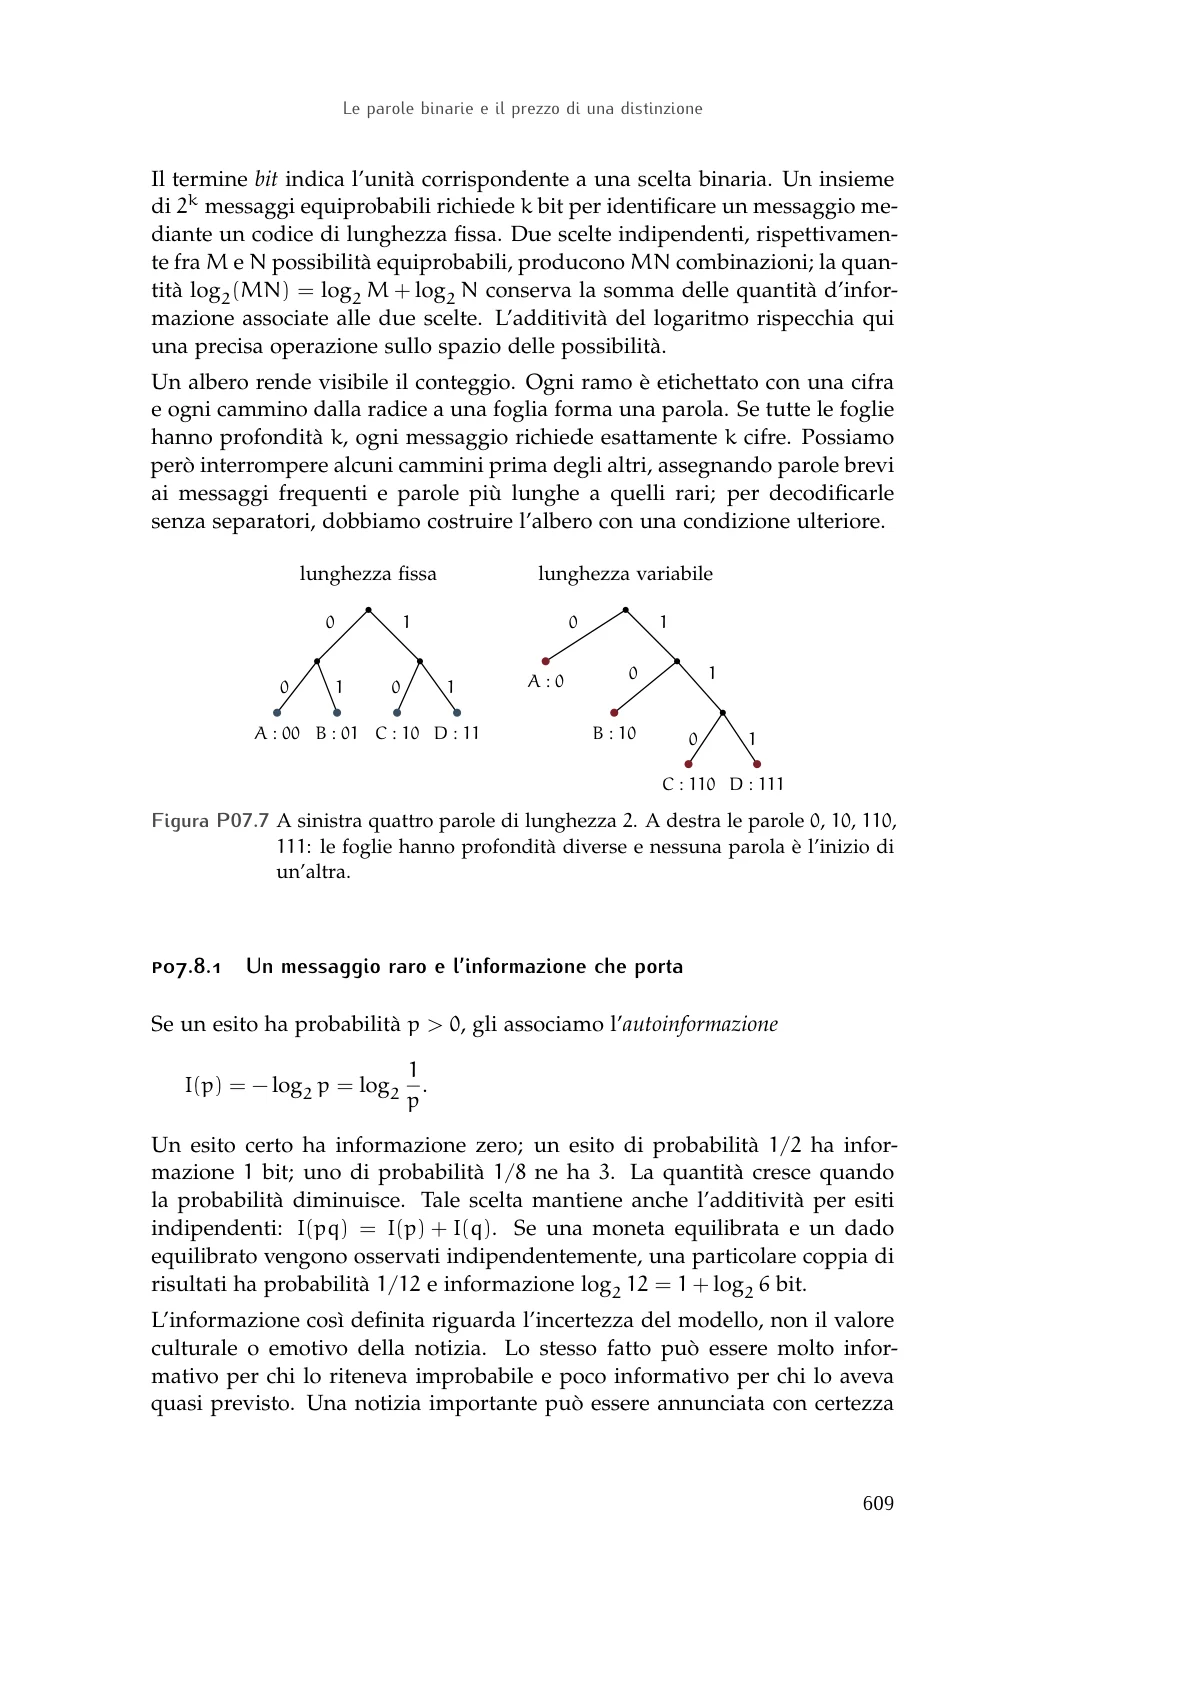 Le parole binarie e il prezzo di una distinzione
Il termine bit indica l'unità corrispondente a una scelta binaria. Un insieme
di 2^k messaggi equiprobabili richiede k bit per identificare un messaggio me-
diante un codice di lunghezza fissa. Due scelte indipendenti, rispettivamen-
te fra M e N possibilità equiprobabili, producono MN combinazioni; la quan-
tità log₂(MN) = log₂ M + log₂ N conserva la somma delle quantità d'infor-
mazione associate alle due scelte. L'additività del logaritmo rispecchia qui
una precisa operazione sullo spazio delle possibilità.
Un albero rende visibile il conteggio. Ogni ramo è etichettato con una cifra
e ogni cammino dalla radice a una foglia forma una parola. Se tutte le foglie
hanno profondità k, ogni messaggio richiede esattamente k cifre. Possiamo
però interrompere alcuni cammini prima degli altri, assegnando parole brevi
ai messaggi frequenti e parole più lunghe a quelli rari; per decodificarle
senza separatori, dobbiamo costruire l'albero con una condizione ulteriore.
lunghezza fissa
0 1
0 1 0 1
A : 00 B : 01 C : 10 D : 11
lunghezza variabile
0 1
A : 0 0 1
B : 10 0 1
C : 110 D : 111
Figura P07.7 A sinistra quattro parole di lunghezza 2. A destra le parole 0, 10, 110,
111: le foglie hanno profondità diverse e nessuna parola è l'inizio di
un'altra.
P07.8.1 Un messaggio raro e l'informazione che porta
Se un esito ha probabilità p > 0, gli associamo l'autoinformazione
I(p) = − log₂ p = log₂ 1/p.
Un esito certo ha informazione zero; un esito di probabilità 1/2 ha infor-
mazione 1 bit; uno di probabilità 1/8 ne ha 3. La quantità cresce quando
la probabilità diminuisce. Tale scelta mantiene anche l'additività per esiti
indipendenti: I(pq) = I(p) + I(q). Se una moneta equilibrata e un dado
equilibrato vengono osservati indipendentemente, una particolare coppia di
risultati ha probabilità 1/12 e informazione log₂ 12 = 1 + log₂ 6 bit.
L'informazione così definita riguarda l'incertezza del modello, non il valore
culturale o emotivo della notizia. Lo stesso fatto può essere molto infor-
mativo per chi lo riteneva improbabile e poco informativo per chi lo aveva
quasi previsto. Una notizia importante può essere annunciata con certezza
609